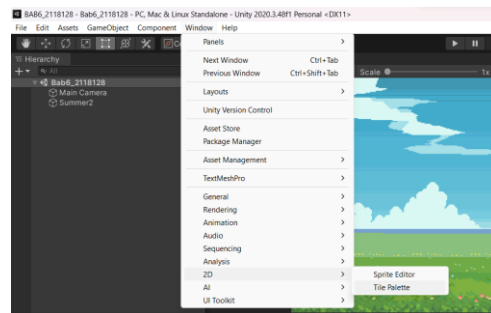 BAB6_2118128 - Bab6_2118128 - PC, Mac & Linux Standalone - Unity 2020.3.48f1 Personal <DX11>
File Edit Assets GameObject Component Window Help
Hierarchy
All
Bab6_2118128
Main Camera
Summer2
Panels
Next Window Ctrl+Tab
Previous Window Ctrl+Shift+Tab
Layouts
Unity Version Control
Asset Store
Package Manager
Asset Management
TextMeshPro
General
Rendering
Animation
Audio
Sequencing
Analysis
2D
AI
UI Toolkit
Scale 1x
Sprite Editor
Tile Palette